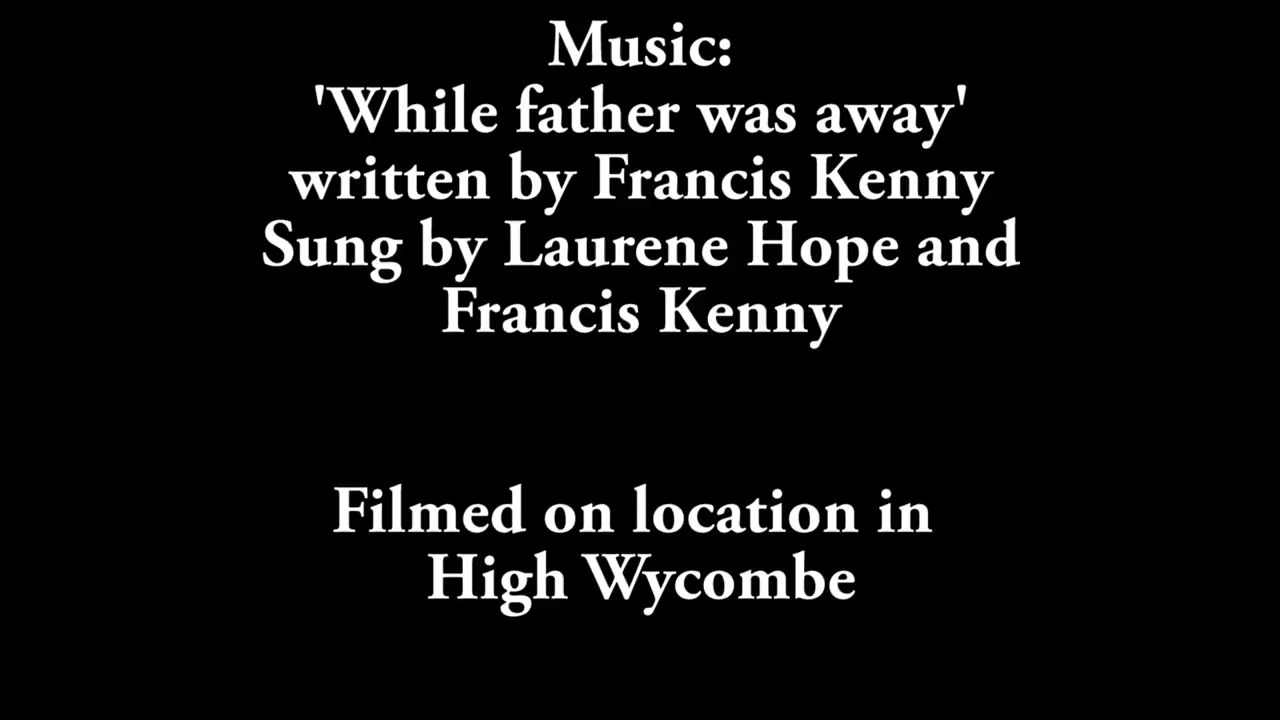 Music:
'While father was away'
written by Francis Kenny
Sung by Laurene Hope and
Francis Kenny
Filmed on location in
High Wycombe